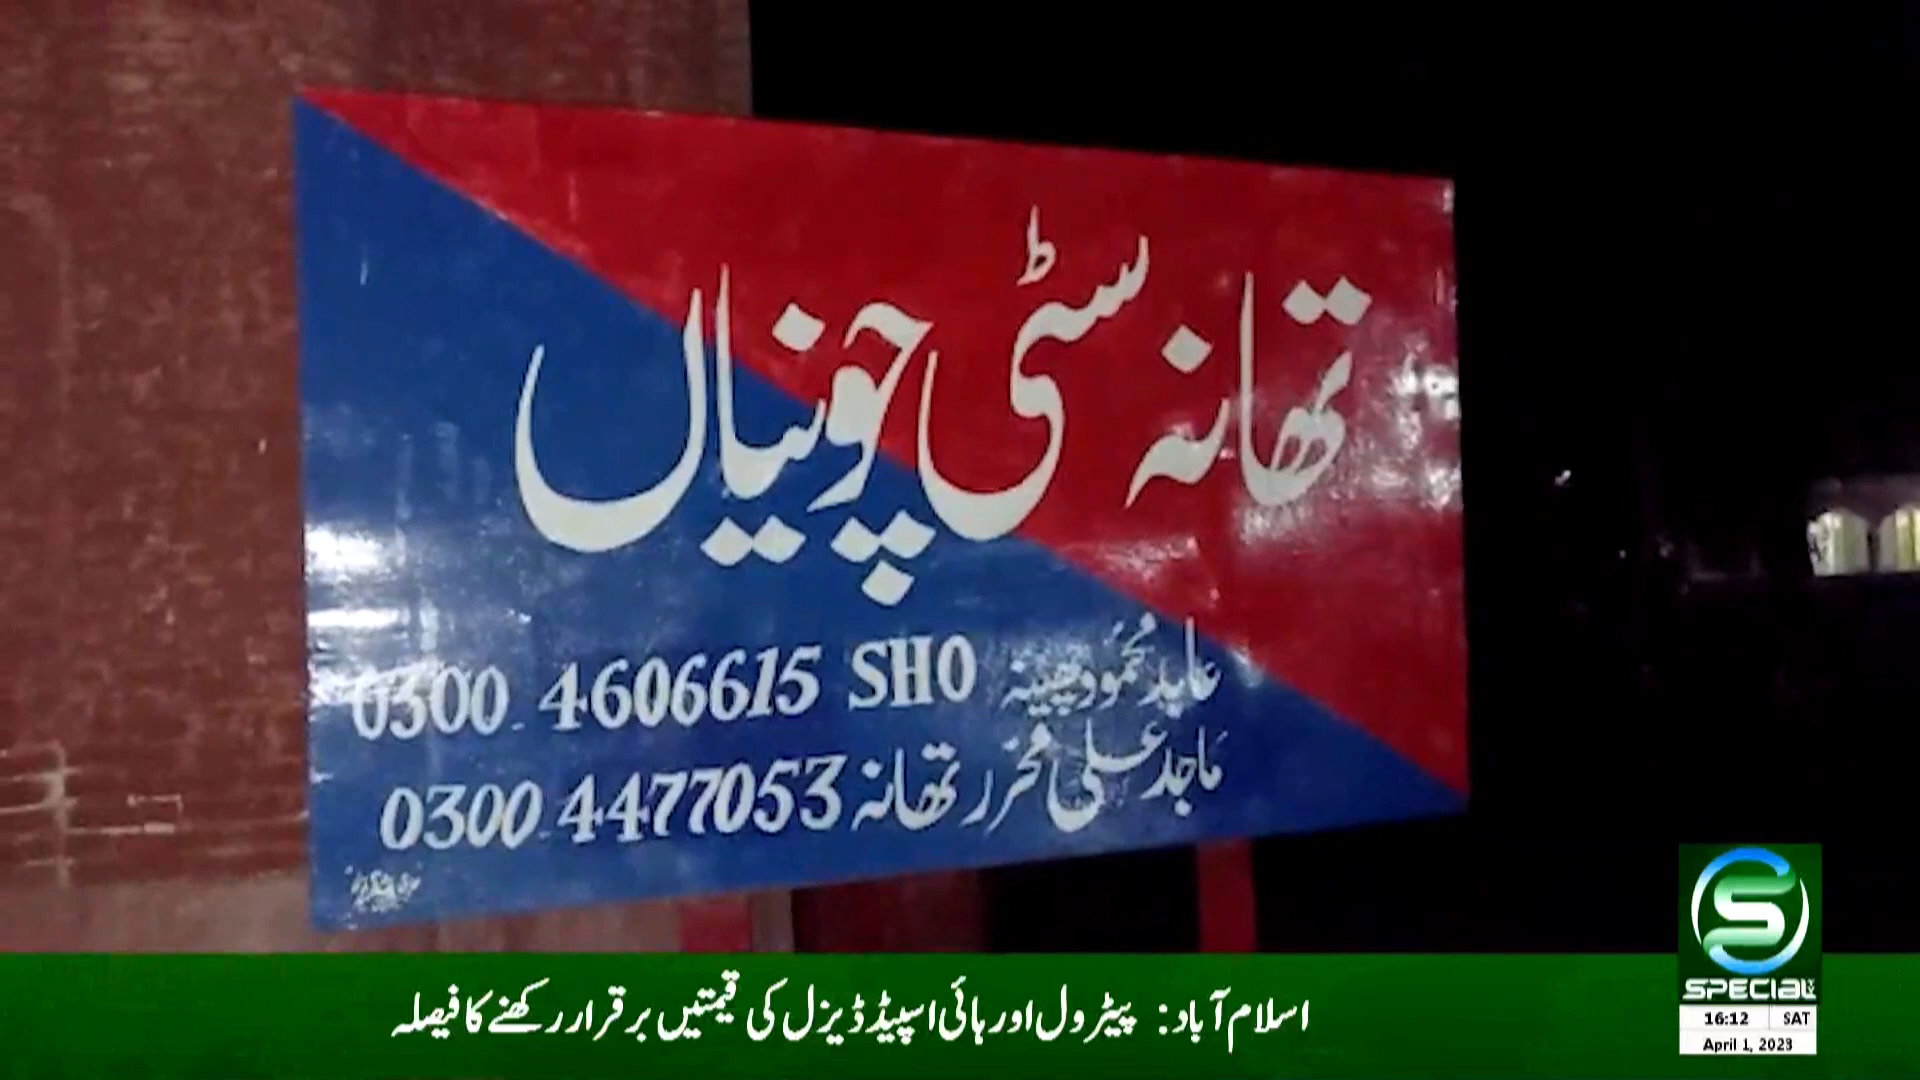 تھانہ سٹی چونیاں
عابد محمود چھینہ SHO 0300-4606615
ماجد علی محرر تھانہ 0300-4477053
اسلام آباد: پیٹرول اور ہائی اسپیڈ ڈیزل کی قیمتیں برقرار رکھنے کا فیصلہ
SPECIAL
16:12 SAT
April 1, 2023